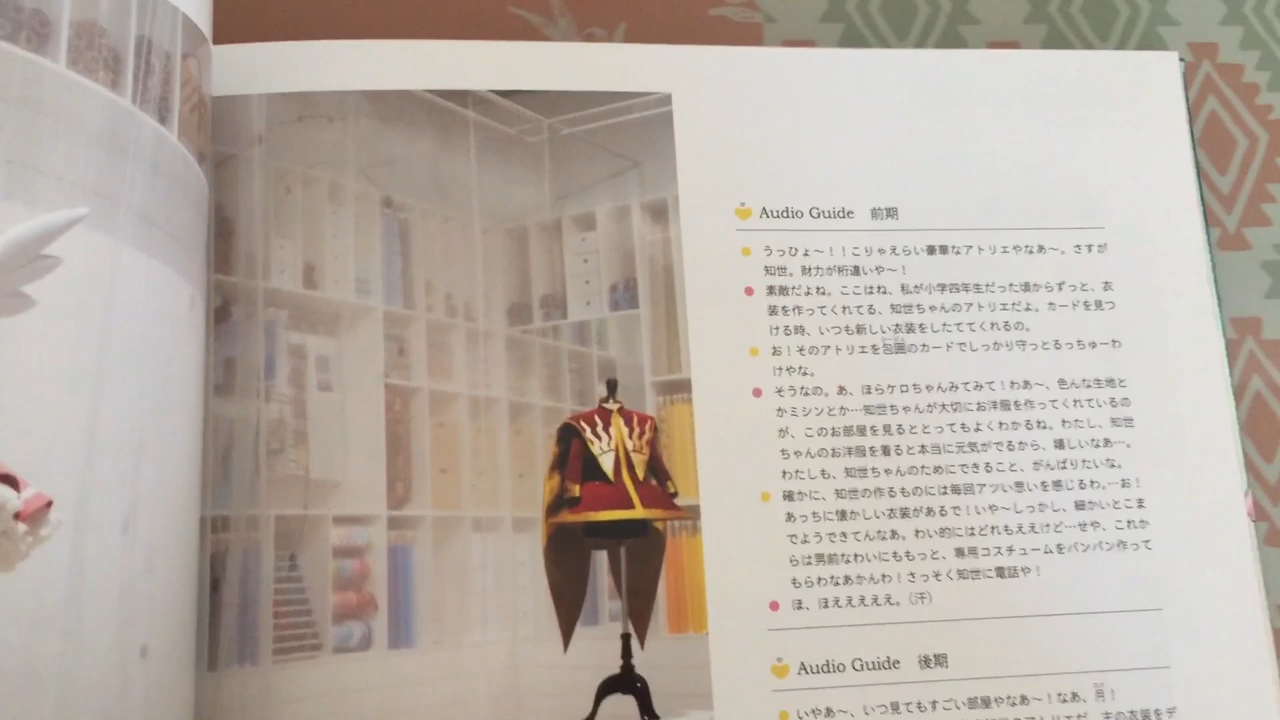 Audio Guide 前期
うっひょ～！！こりゃえらい豪華なアトリエやなあ～。さすが
知世。財力が桁違いや～！
素敵だよね。ここはね、私が小学四年生だった頃からずっと、衣
装を作ってくれてる、知世ちゃんのアトリエだよ。カードを見つ
ける時、いつも新しい衣装をしたててくれるの。
お！そのアトリエを包囲のカードでしっかり守っとるっちゅーわ
けやな。
そうなの。あ、ほらケロちゃんみてみて！わあ～、色んな生地と
かミシンとか…知世ちゃんが大切にお洋服を作ってくれているの
が、このお部屋を見るととってもよくわかるね。わたし、知世
ちゃんのお洋服を着ると本当に元気がでるから、嬉しいなあ…。
わたしも、知世ちゃんのためにできること、がんばりたいな。
確かに、知世の作るものには毎回アツい思いを感じるわ。…お！
あっちに懐かしい衣装があるで！いや～しっかし、細かいとこま
でようできてんなあ。わい的にはどれもええけど…せや、これか
らは男前なわいにももっと、専用コスチュームをバンバン作って
もらわなあかんわ！さっそく知世に電話や！
ほ、ほええええええ。（汗）
Audio Guide 後期
いやあ～、いつ見てもすごい部屋やなあ～！なあ、月！
のアトリエだ。主の衣装をデ